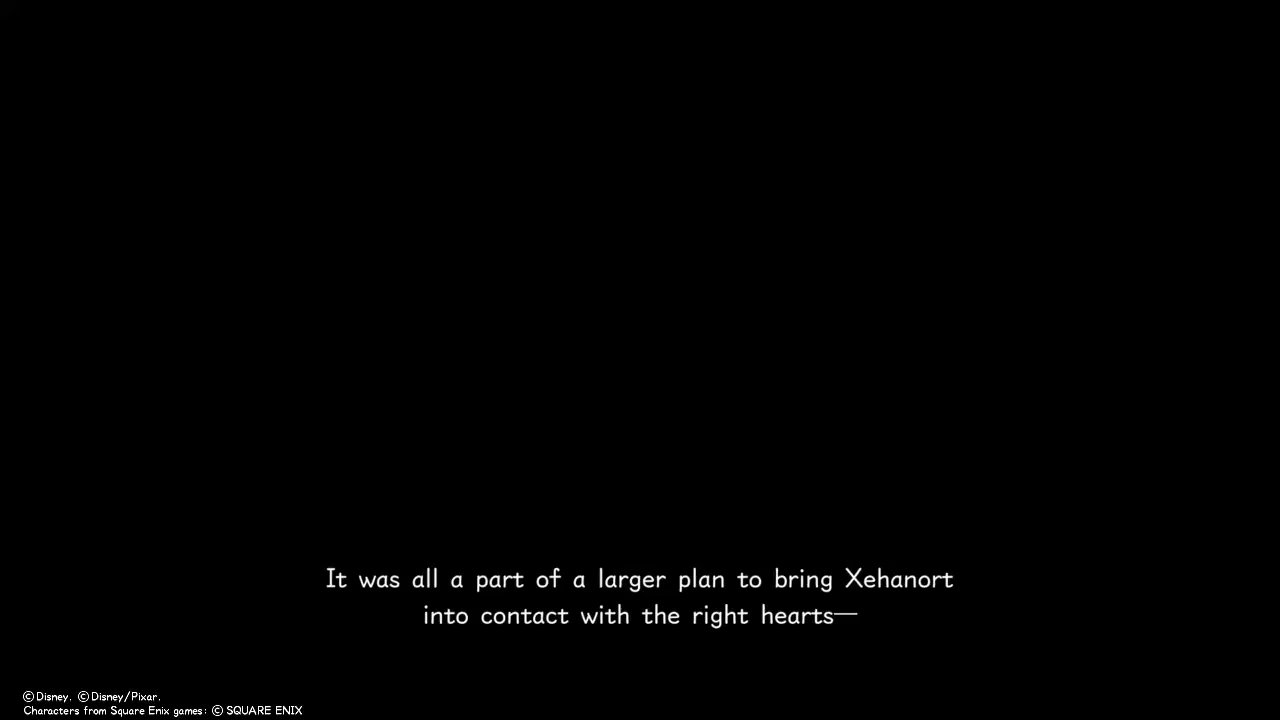 It was all a part of a larger plan to bring Xehanort
into contact with the right hearts—
©Disney. ©Disney/Pixar.
Characters from Square Enix games: © SQUARE ENIX